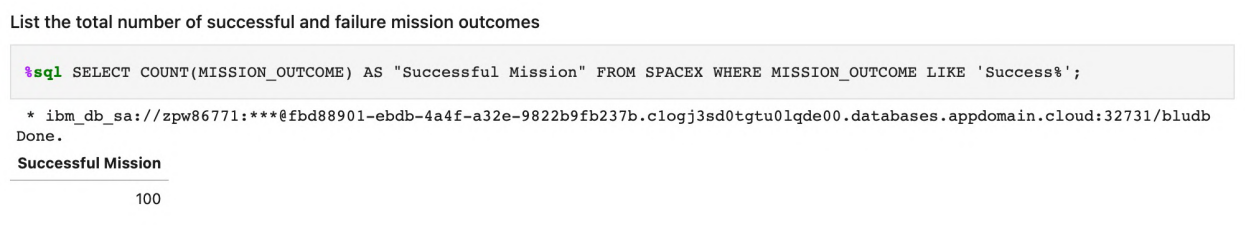 List the total number of successful and failure mission outcomes
%sql SELECT COUNT(MISSION_OUTCOME) AS "Successful Mission" FROM SPACEX WHERE MISSION_OUTCOME LIKE 'Success%';
* ibm_db_sa://zpw86771:***@fbd88901-ebdb-4a4f-a32e-9822b9fb237b.c1ogj3sd0tgtu0lqde00.databases.appdomain.cloud:32731/bludb
Done.
Successful Mission
100